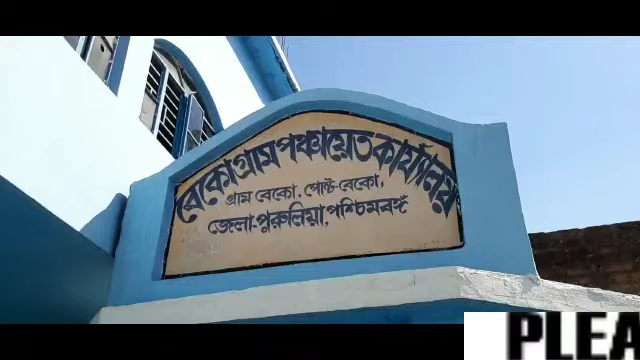 বেকো গ্রাম পঞ্চায়েত কার্য্যালয়
গ্রাম বেকো, পোষ্ট-বেকো,
জেলা-পুরুলিয়া, পশ্চিমবঙ্গ
PLEA